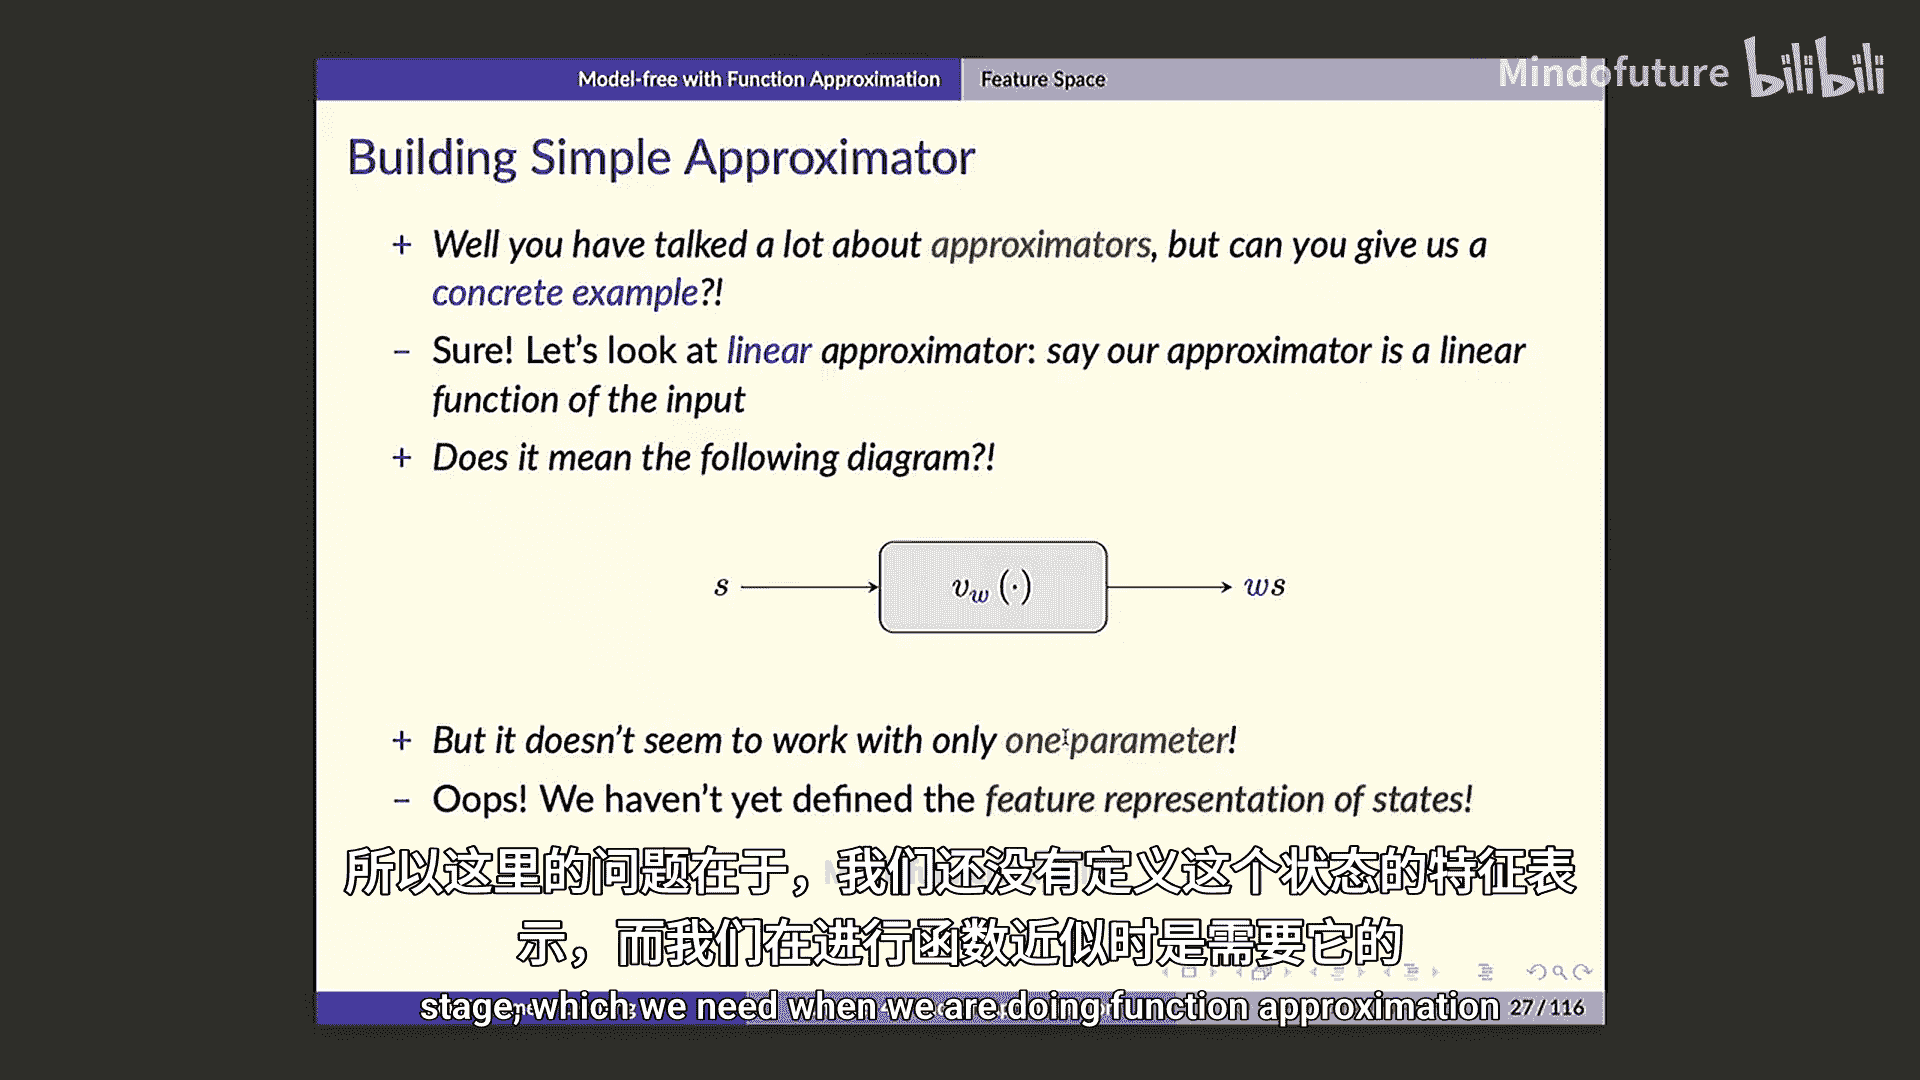 Model-free with Function Approximation Feature Space
Mindofuture bilibili
Building Simple Approximator
+ Well you have talked a lot about approximators, but can you give us a
concrete example?!
– Sure! Let's look at linear approximator: say our approximator is a linear
function of the input
+ Does it mean the following diagram?!
s v_w (·) ws
+ But it doesn't seem to work with only one parameter!
– Oops! We haven't yet defined the feature representation of states!
所以这里的问题在于，我们还没有定义这个状态的特征表
示，而我们在进行函数近似时是需要它的
stage, which we need when we are doing function approximation
27 / 116